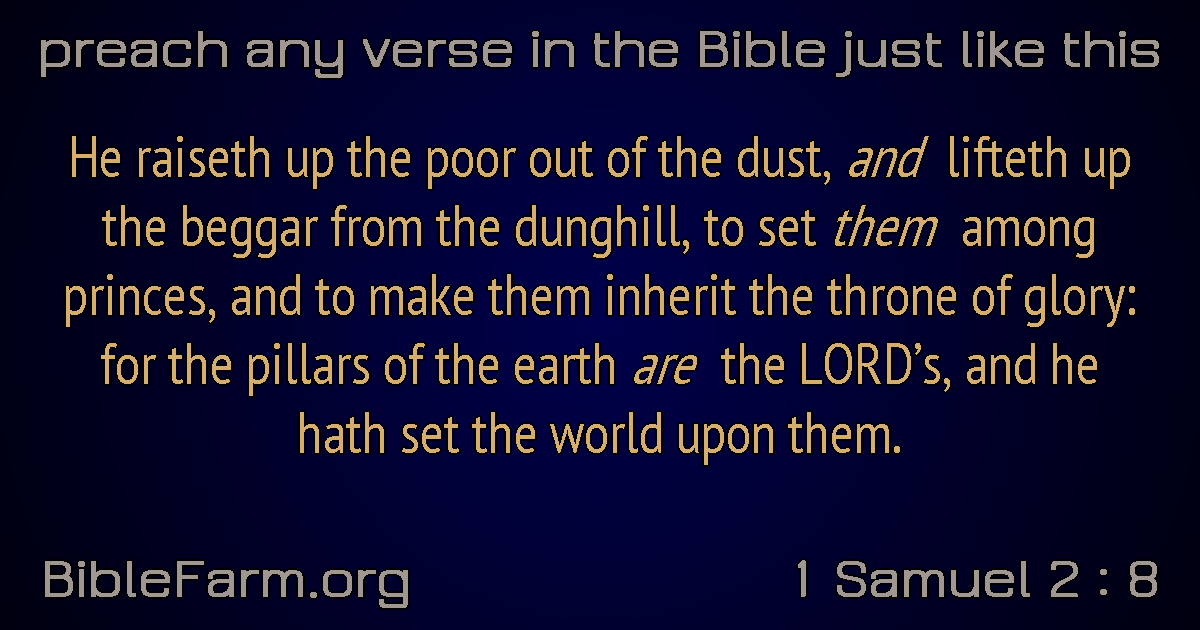 preach any verse in the Bible just like this
He raiseth up the poor out of the dust, and lifteth up
the beggar from the dunghill, to set them among
princes, and to make them inherit the throne of glory:
for the pillars of the earth are the LORD’s, and he
hath set the world upon them.
BibleFarm.org
1 Samuel 2 : 8